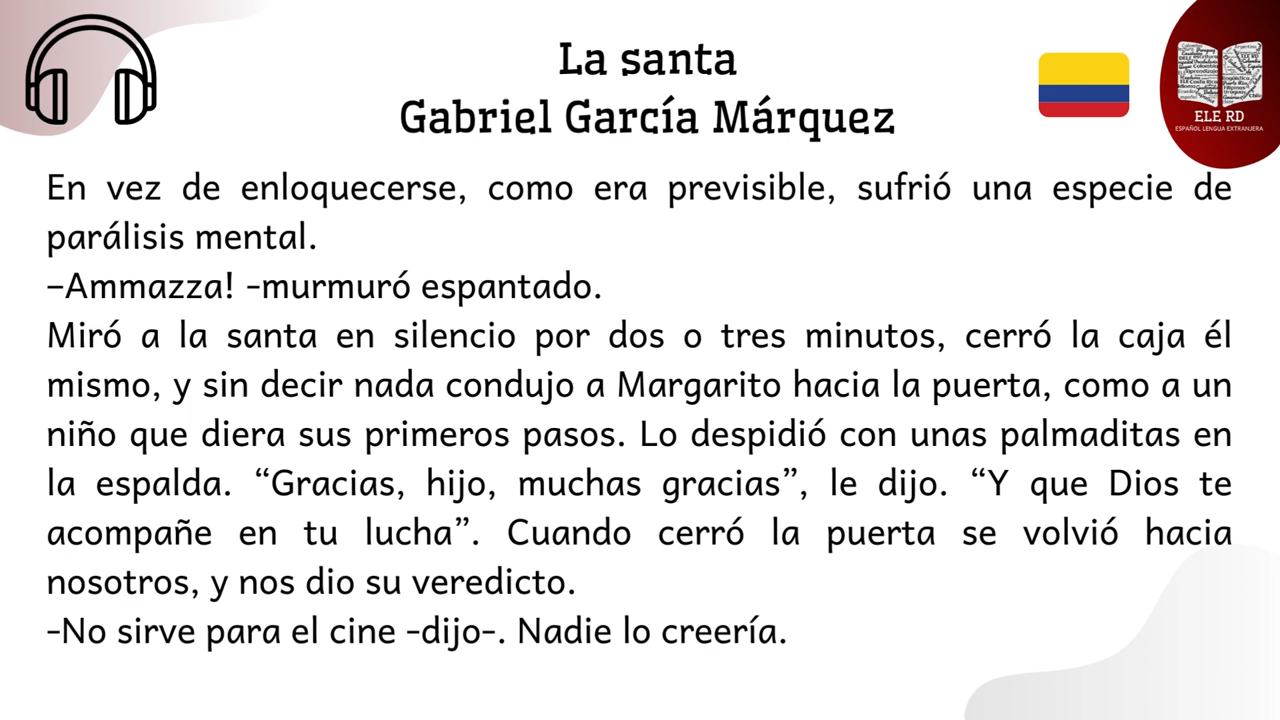 La santa
Gabriel García Márquez
ELE RD
ESPAÑOL LENGUA EXTRANJERA
En vez de enloquecerse, como era previsible, sufrió una especie de
parálisis mental.
–Ammazza! -murmuró espantado.
Miró a la santa en silencio por dos o tres minutos, cerró la caja él
mismo, y sin decir nada condujo a Margarito hacia la puerta, como a un
niño que diera sus primeros pasos. Lo despidió con unas palmaditas en
la espalda. “Gracias, hijo, muchas gracias”, le dijo. “Y que Dios te
acompañe en tu lucha”. Cuando cerró la puerta se volvió hacia
nosotros, y nos dio su veredicto.
-No sirve para el cine -dijo-. Nadie lo creería.